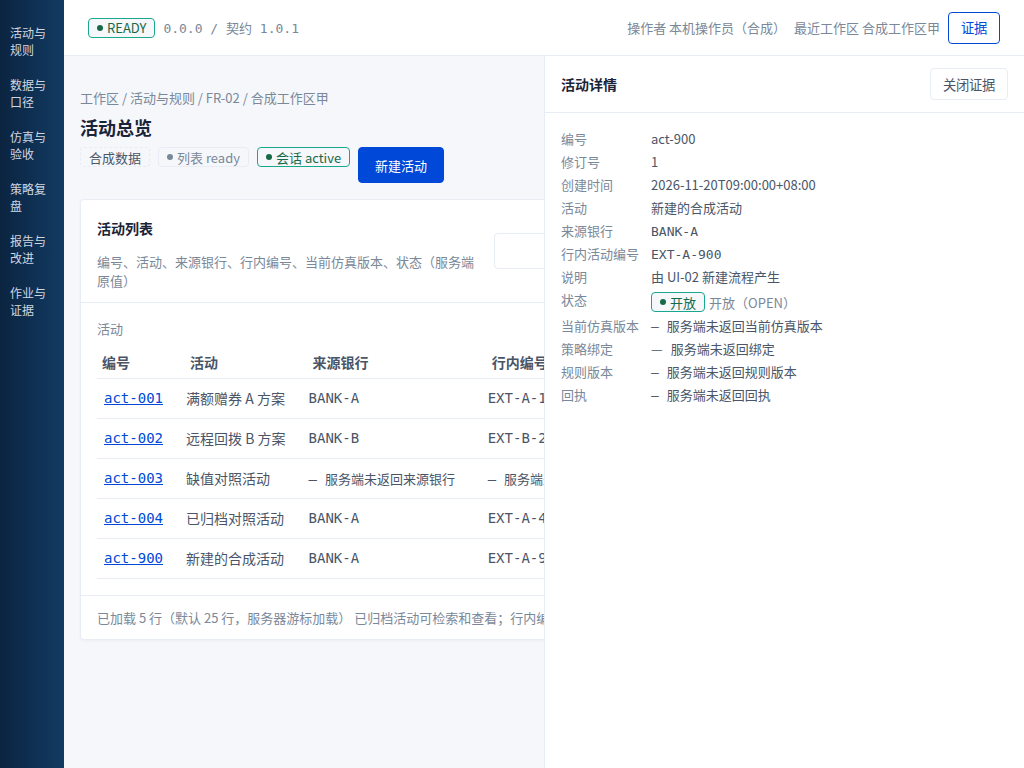 READY 0.0.0 / 契约 1.0.1
操作者 本机操作员（合成） 最近工作区 合成工作区甲 证据
活动与
规则
数据与
口径
仿真与
验收
策略复
盘
报告与
改进
作业与
证据
工作区 / 活动与规则 / FR-02 / 合成工作区甲
活动总览
合成数据 列表 ready 会话 active 新建活动
活动列表
编号、活动、来源银行、行内编号、当前仿真版本、状态（服务端
原值）
活动
编号 活动 来源银行 行内编号
act-001 满额赠券 A 方案 BANK-A EXT-A-1
act-002 远程回拨 B 方案 BANK-B EXT-B-2
act-003 缺值对照活动 — 服务端未返回来源银行 — 服务端
act-004 已归档对照活动 BANK-A EXT-A-4
act-900 新建的合成活动 BANK-A EXT-A-9
已加载 5 行（默认 25 行，服务器游标加载） 已归档活动可检索和查看；行内编
活动详情 关闭证据
编号 act-900
修订号 1
创建时间 2026-11-20T09:00:00+08:00
活动 新建的合成活动
来源银行 BANK-A
行内活动编号 EXT-A-900
说明 由 UI-02 新建流程产生
状态 开放 开放（OPEN）
当前仿真版本 — 服务端未返回当前仿真版本
策略绑定 — 服务端未返回绑定
规则版本 — 服务端未返回规则版本
回执 — 服务端未返回回执